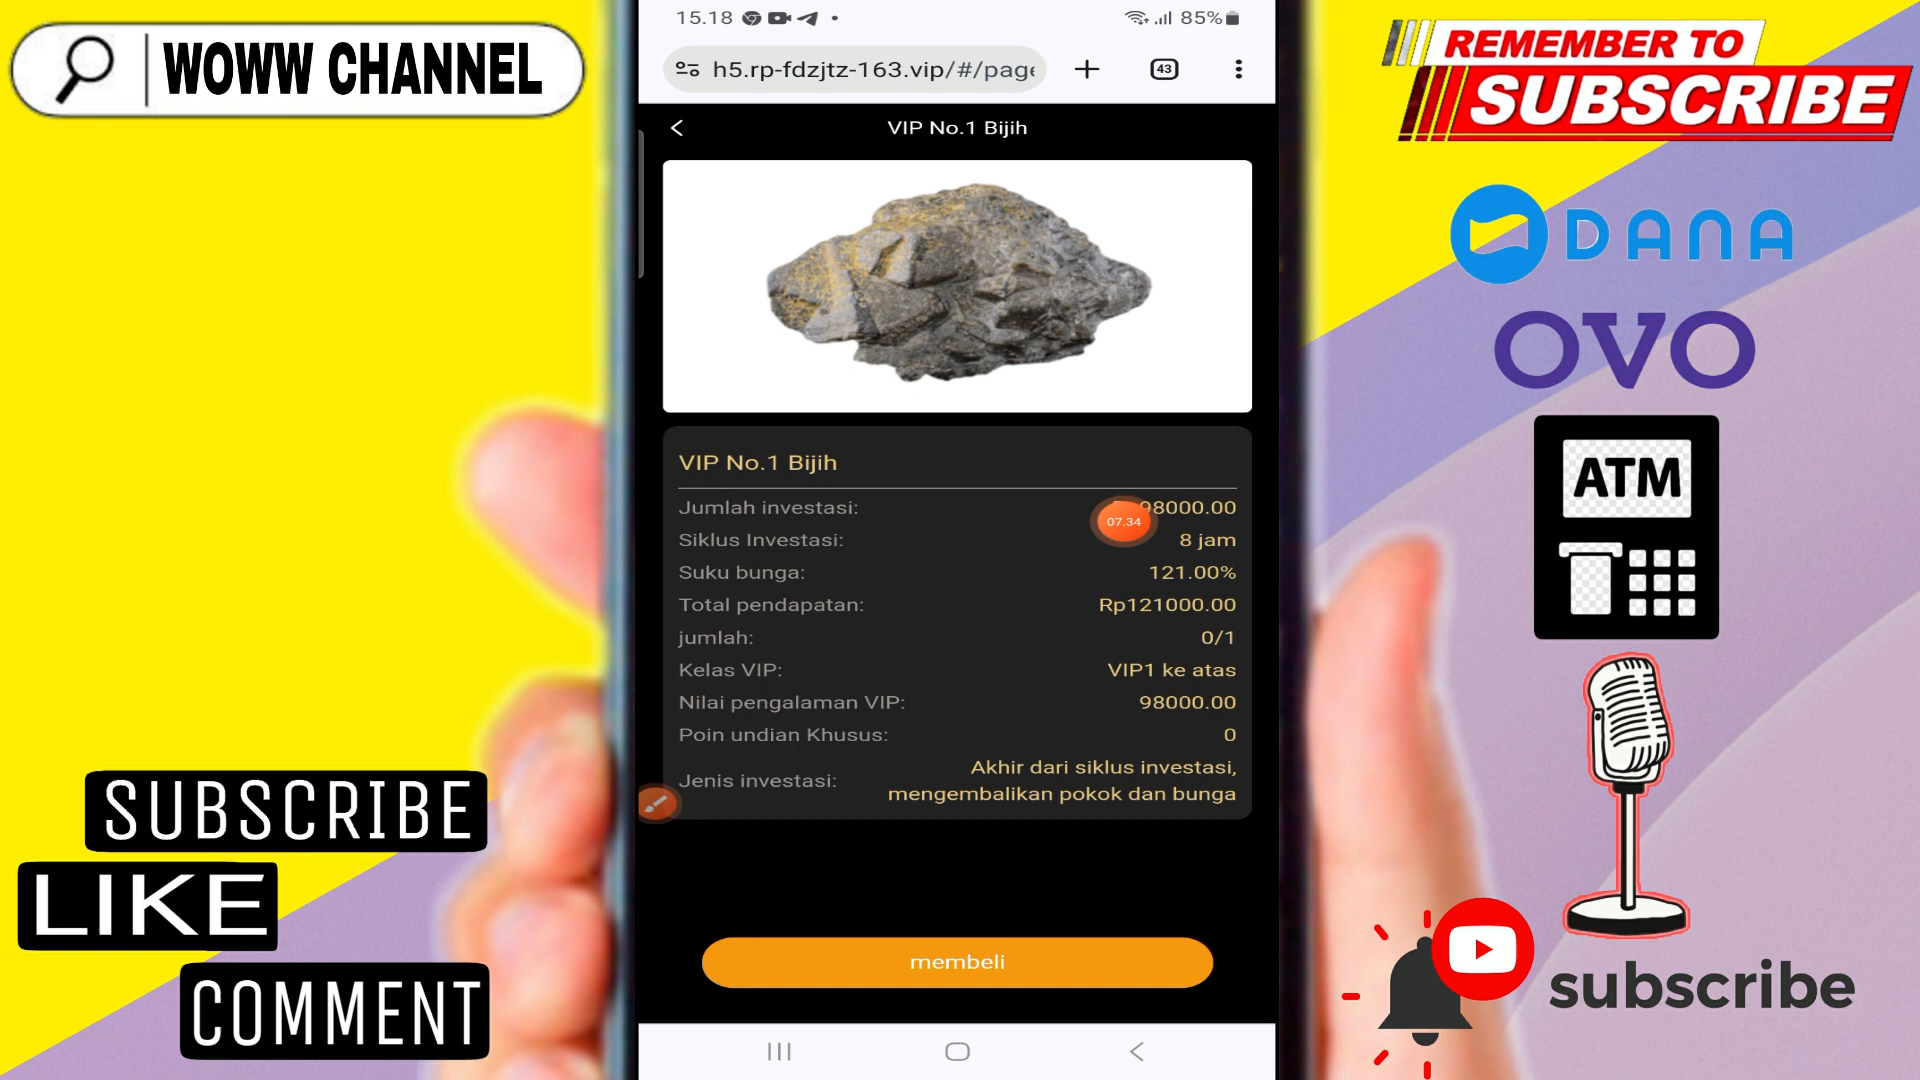 WOWW CHANNEL
15.18
85%
h5.rp-fdzjtz-163.vip/#/page
43
VIP No.1 Bijih
VIP No.1 Bijih
Jumlah investasi: 98000.00
07.34
Siklus Investasi: 8 jam
Suku bunga: 121.00%
Total pendapatan: Rp121000.00
jumlah: 0/1
Kelas VIP: VIP1 ke atas
Nilai pengalaman VIP: 98000.00
Poin undian Khusus: 0
Jenis investasi: Akhir dari siklus investasi,
mengembalikan pokok dan bunga
membeli
SUBSCRIBE
LIKE
COMMENT
REMEMBER TO
SUBSCRIBE
DANA
OVO
ATM
subscribe